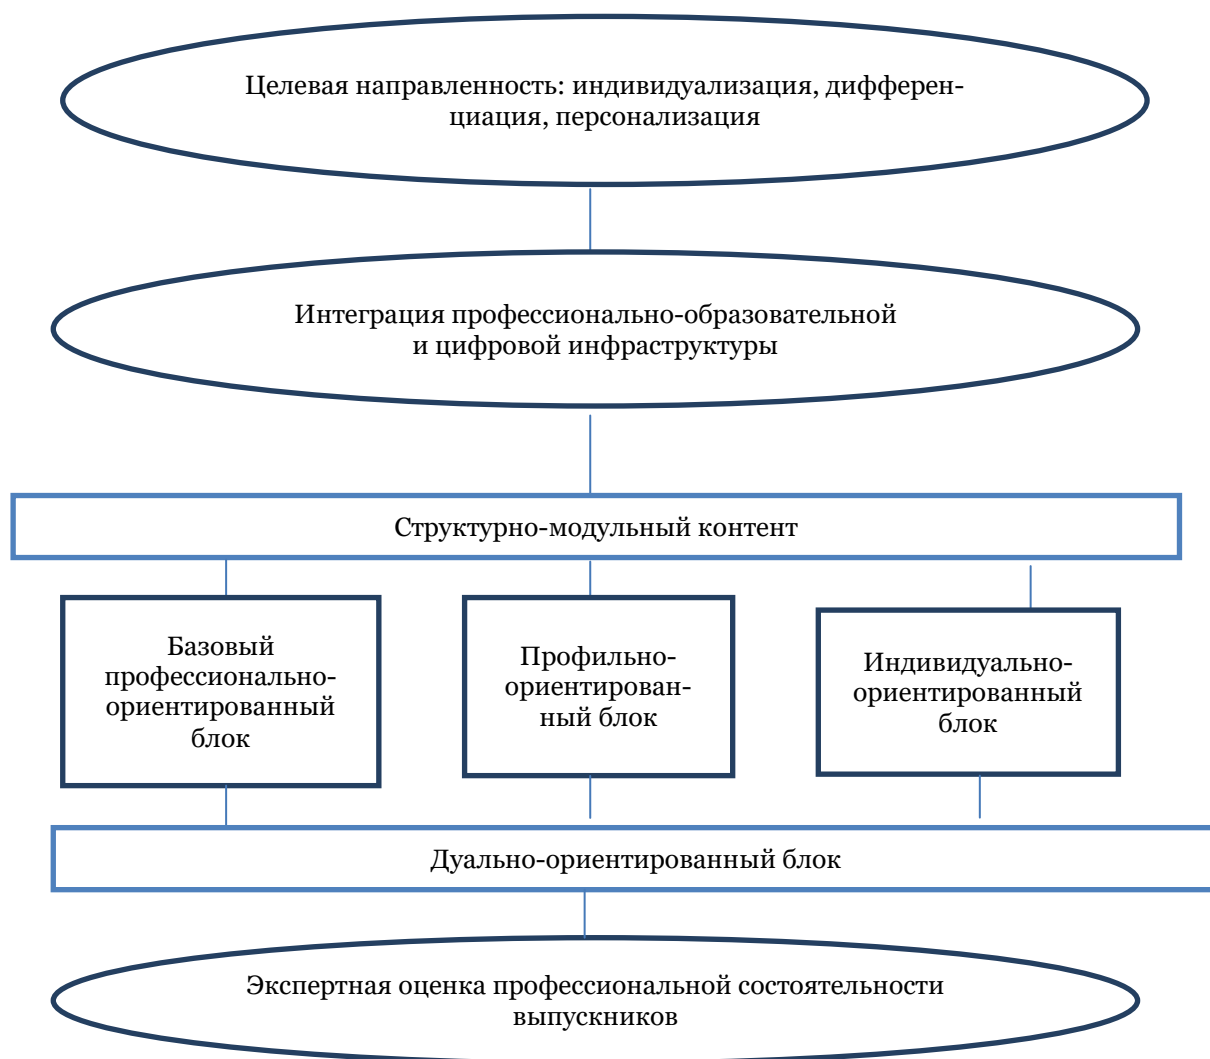 Целевая направленность: индивидуализация, дифферен-
циация, персонализация
Интеграция профессионально-образовательной
и цифровой инфраструктуры
Структурно-модульный контент
Базовый
профессионально-
ориентированный
блок
Профильно-
ориентирован-
ный блок
Индивидуально-
ориентированный
блок
Дуально-ориентированный блок
Экспертная оценка профессиональной состоятельности
выпускников